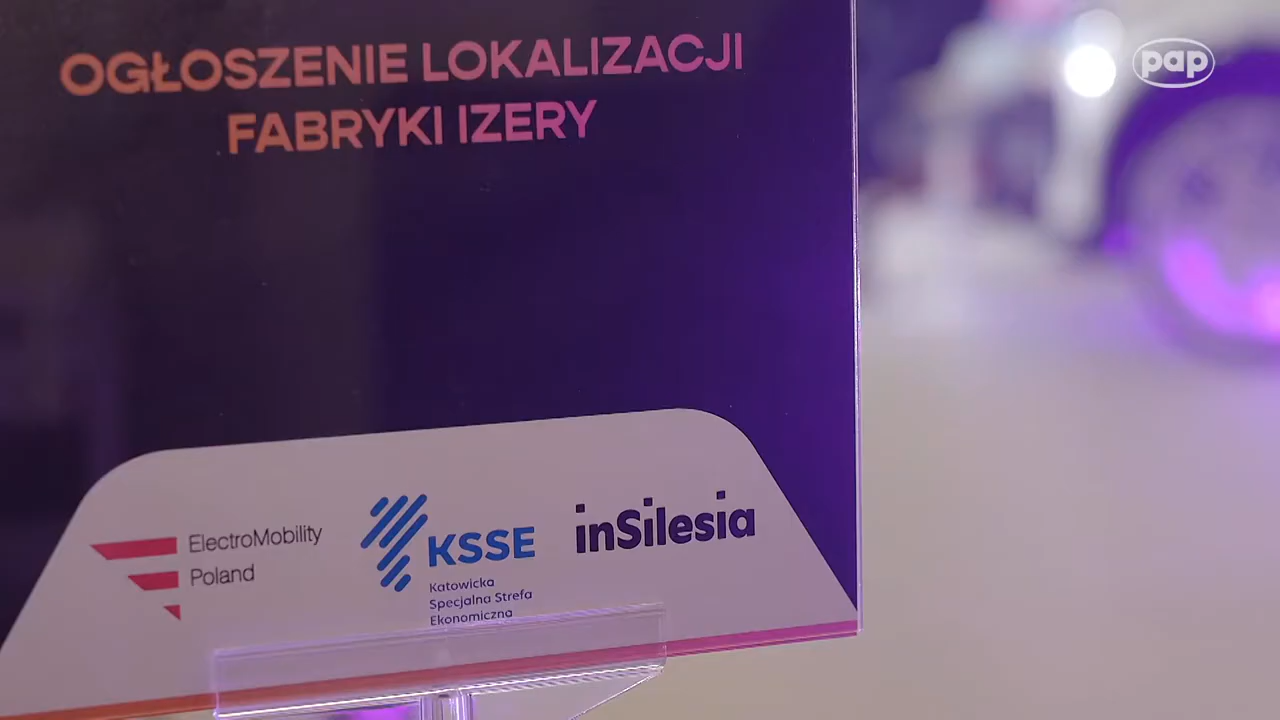 OGŁOSZENIE LOKALIZACJI
FABRYKI IZERY
pap
ElectroMobility
Poland
KSSE
Katowicka
Specjalna Strefa
Ekonomiczna
inSilesia